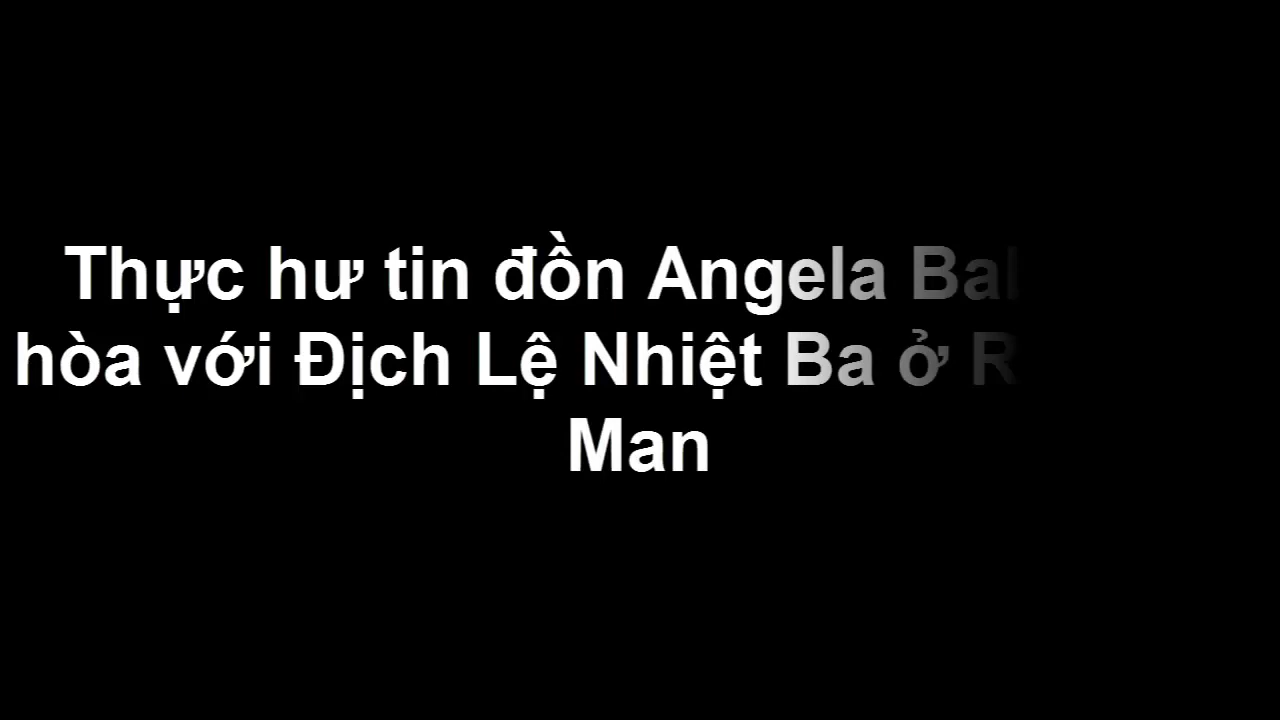 Thực hư tin đồn Angela
hòa với Địch Lệ Nhiệt Ba ở
Man